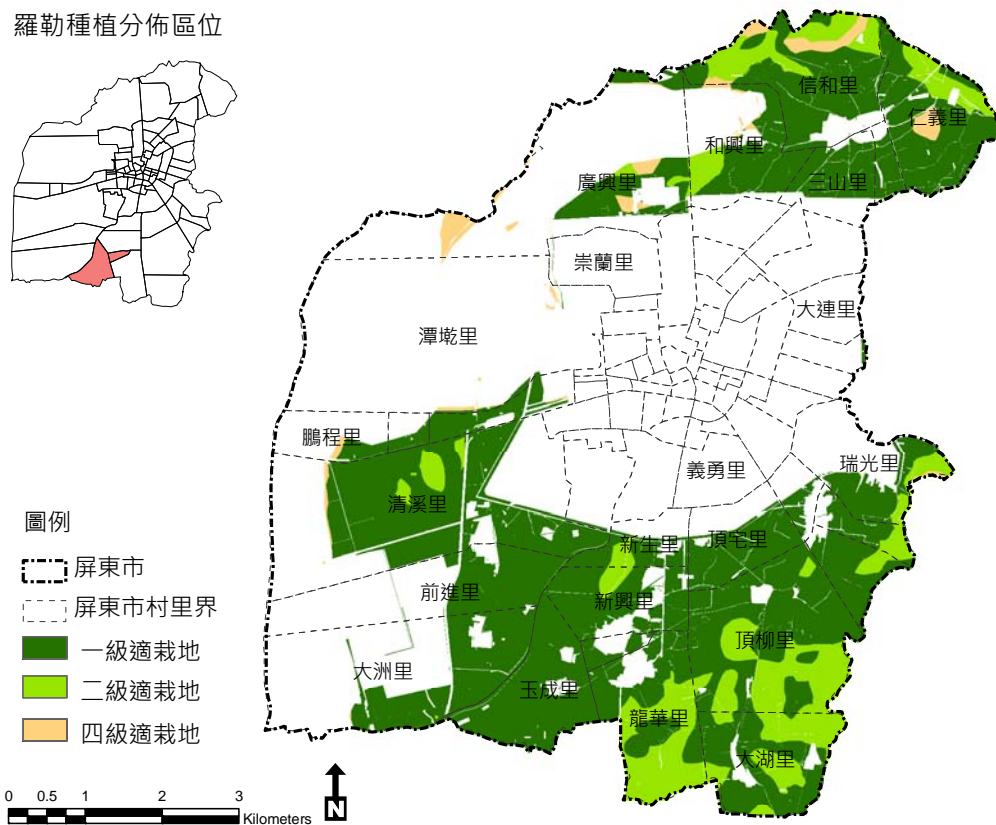 羅勒種植分佈區位
信和里
仁義里
和興里
廣興里
三山里
崇蘭里
大連里
潭墘里
鵬程里
義勇里
瑞光里
清溪里
新生里
頂宅里
前進里
新興里
頂柳里
大洲里
玉成里
龍華里
大湖里
圖例
屏東市
屏東市村里界
一級適栽地
二級適栽地
四級適栽地
0 0.5 1 2 3
Kilometers
N